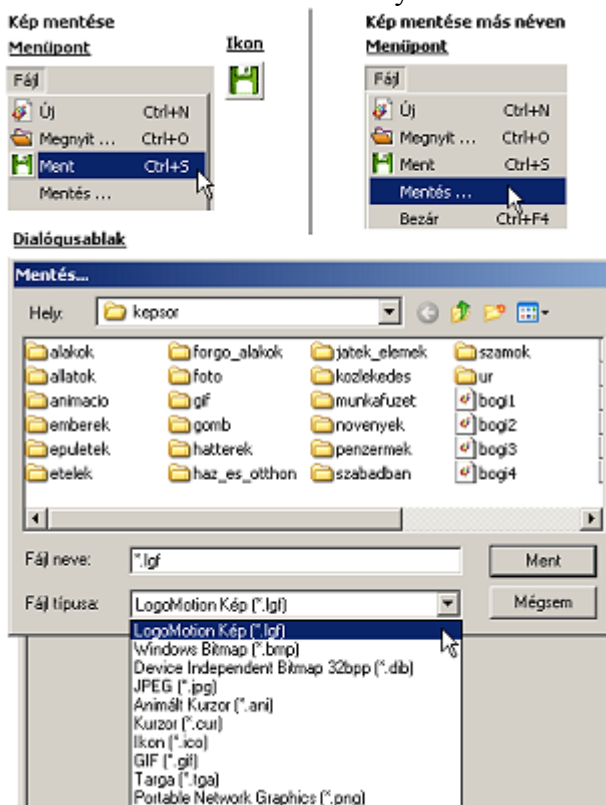 Kép mentése
Menüpont
Ikon
Fájl
Új Ctrl+N
Megnyit ... Ctrl+O
Ment Ctrl+S
Mentés ...
Kép mentése más néven
Menüpont
Fájl
Új Ctrl+N
Megnyit ... Ctrl+O
Ment Ctrl+S
Mentés ...
Bezár Ctrl+F4
Dialógusablak
Mentés...
Hely: kepsor
alakok forgo_alakok jatek_elemek szamok
allatok foto kozlekedes ur
animacio gif munkafuzet bogi1
emberek gomb novenyek bogi2
epuletek hatterek penzermek bogi3
etelek haz_es_otthon szabadban bogi4
Fájl neve: *.lgf Ment
Fájl típusa: LogoMotion Kép (*.lgf) Mégsem
LogoMotion Kép (*.lgf)
Windows Bitmap (*.bmp)
Device Independent Bitmap 32bpp (*.dib)
JPEG (*.jpg)
Animált Kurzor (*.ani)
Kurzor (*.cur)
Ikon (*.ico)
GIF (*.gif)
Targa (*.tga)
Portable Network Graphics (*.png)